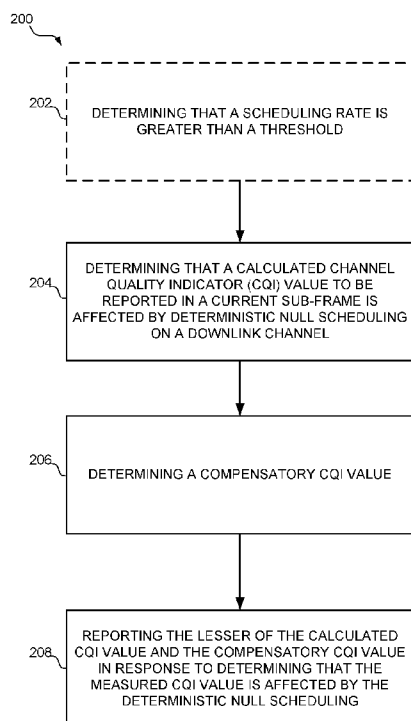 200
202
DETERMINING THAT A SCHEDULING RATE IS
GREATER THAN A THRESHOLD
204
DETERMINING THAT A CALCULATED CHANNEL
QUALITY INDICATOR (CQI) VALUE TO BE
REPORTED IN A CURRENT SUB-FRAME IS
AFFECTED BY DETERMINISTIC NULL SCHEDULING
ON A DOWNLINK CHANNEL
206
DETERMINING A COMPENSATORY CQI VALUE
208
REPORTING THE LESSER OF THE CALCULATED
CQI VALUE AND THE COMPENSATORY CQI VALUE
IN RESPONSE TO DETERMINING THAT THE
MEASURED CQI VALUE IS AFFECTED BY THE
DETERMINISTIC NULL SCHEDULING